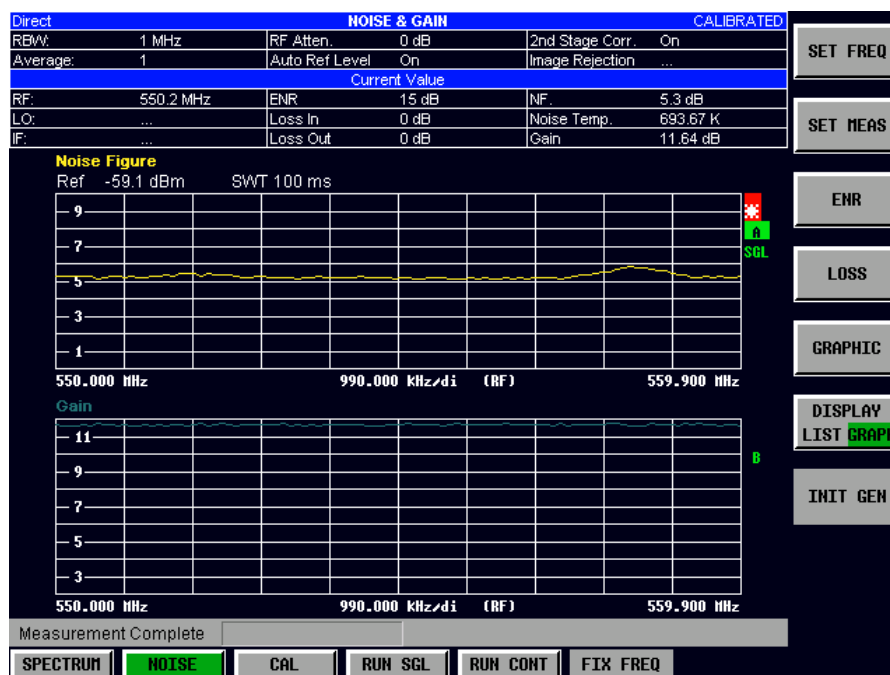 Direct NOISE & GAIN CALIBRATED
RBW: 1 MHz RF Atten. 0 dB 2nd Stage Corr. On
Average: 1 Auto Ref Level On Image Rejection ...
Current Value
RF: 550.2 MHz ENR 15 dB NF. 5.3 dB
LO: ... Loss In 0 dB Noise Temp. 693.67 K
IF: ... Loss Out 0 dB Gain 11.64 dB
Noise Figure
Ref -59.1 dBm SWT 100 ms
9
7
5
3
1
A
SGL
550.000 MHz 990.000 kHz/di (RF) 559.900 MHz
Gain
11
9
7
5
3
B
550.000 MHz 990.000 kHz/di (RF) 559.900 MHz
Measurement Complete
SPECTRUM NOISE CAL RUN SGL RUN CONT FIX FREQ
SET FREQ
SET MEAS
ENR
LOSS
GRAPHIC
DISPLAY
LIST GRAPH
INIT GEN